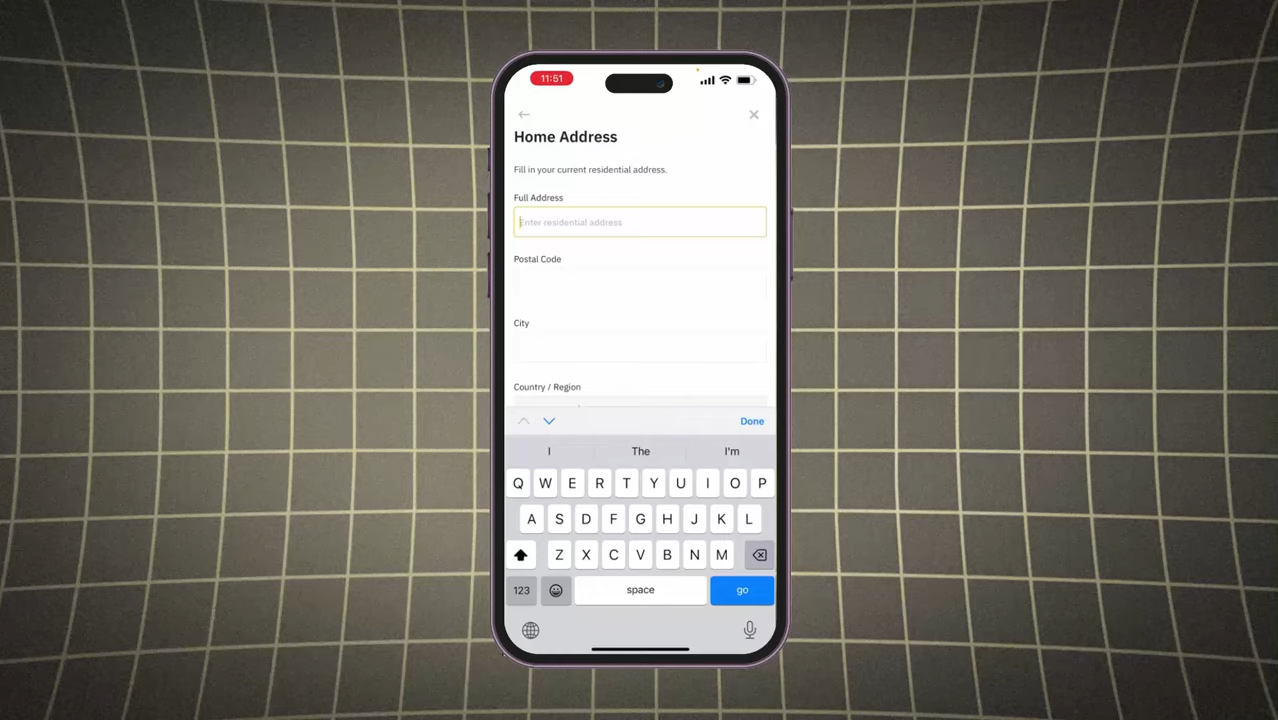 11:51
Home Address
Fill in your current residential address.
Full Address
Enter residential address
Postal Code
City
Country / Region
Done
I The I'm
Q W E R T Y U I O P
A S D F G H J K L
Z X C V B N M
123 space go